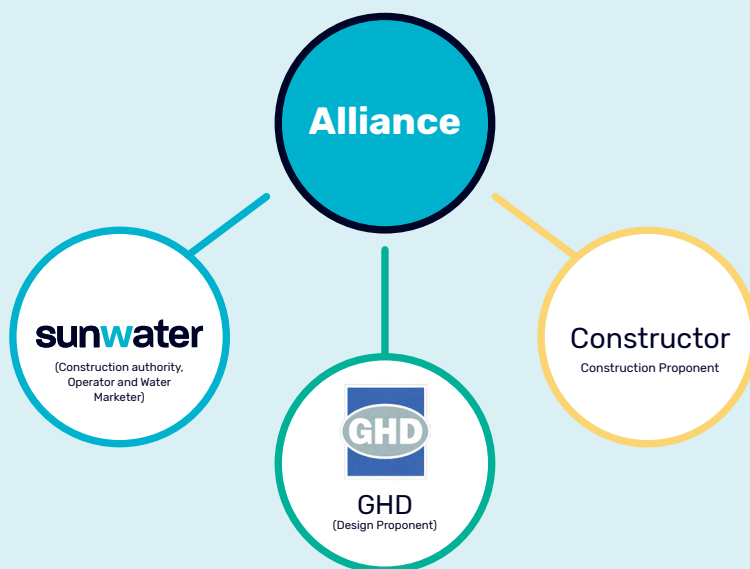 Alliance
sunwater
(Construction authority,
Operator and Water
Marketer)
GHD
GHD
(Design Proponent)
Constructor
Construction Proponent